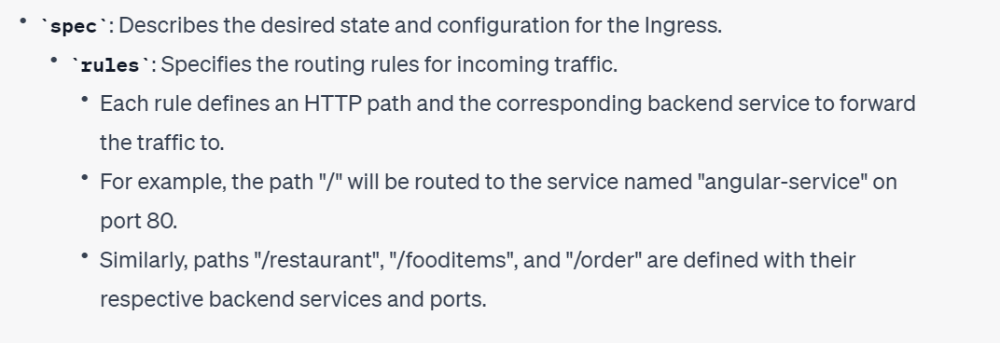 • `spec`: Describes the desired state and configuration for the Ingress.
• `rules`: Specifies the routing rules for incoming traffic.
• Each rule defines an HTTP path and the corresponding backend service to forward
the traffic to.
• For example, the path "/" will be routed to the service named "angular-service" on
port 80.
• Similarly, paths "/restaurant", "/fooditems", and "/order" are defined with their
respective backend services and ports.